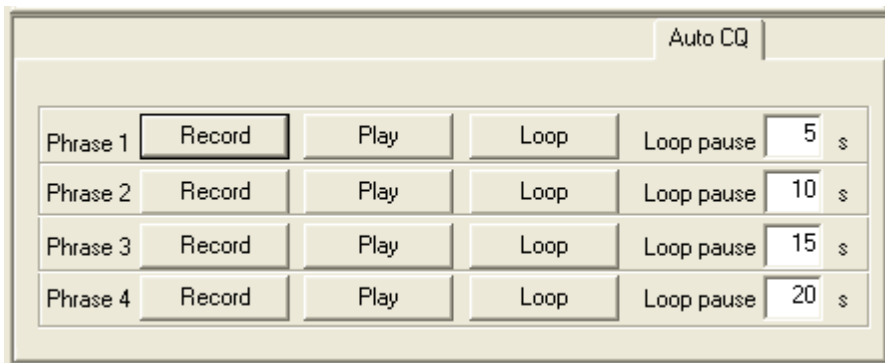 Auto CQ
Phrase 1 Record Play Loop Loop pause 5 s
Phrase 2 Record Play Loop Loop pause 10 s
Phrase 3 Record Play Loop Loop pause 15 s
Phrase 4 Record Play Loop Loop pause 20 s